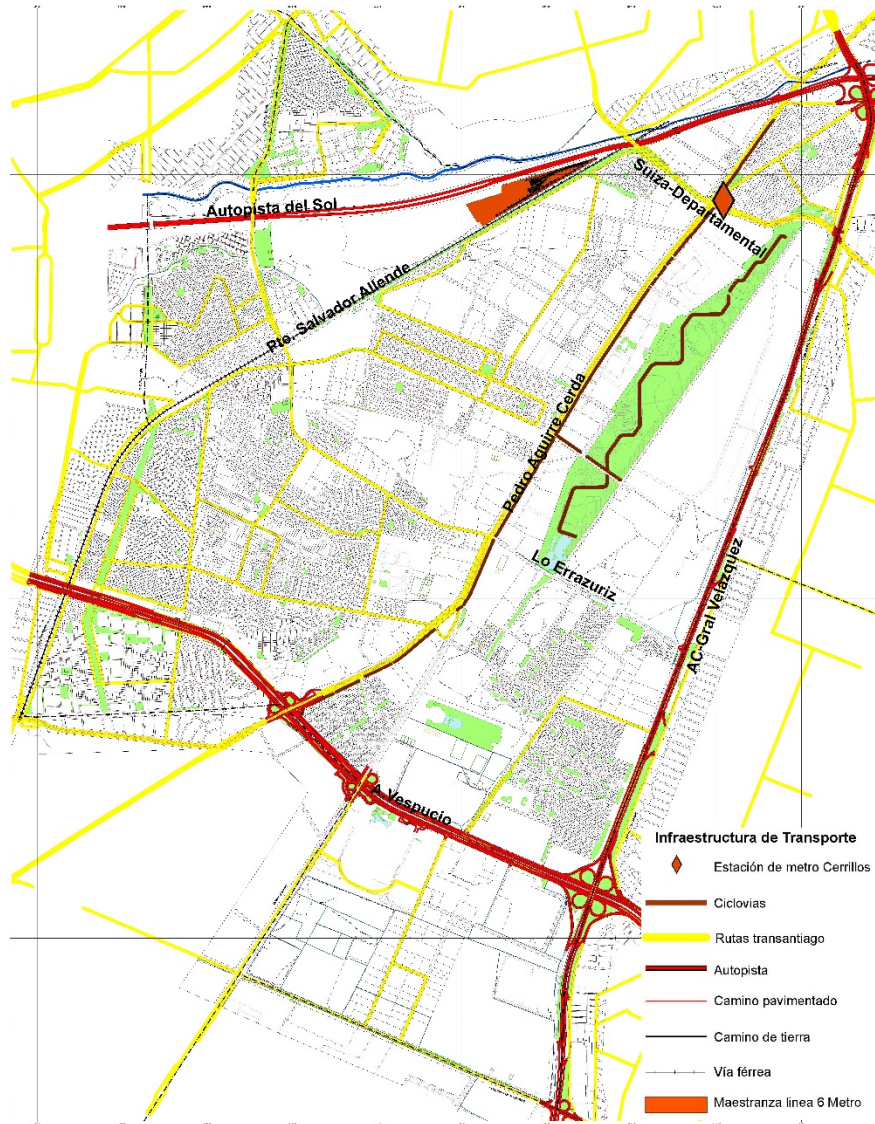 Suiza-Departamental
Autopista del Sol
Pte. Salvador Allende
Pedro Aguirre Cerda
Lo Errazuriz
AC-Gral Velázquez
A Vespucio
Infraestructura de Transporte
Estación de metro Cerrillos
Ciclovias
Rutas transantiago
Autopista
Camino pavimentado
Camino de tierra
Vía férrea
Maestranza linea 6 Metro